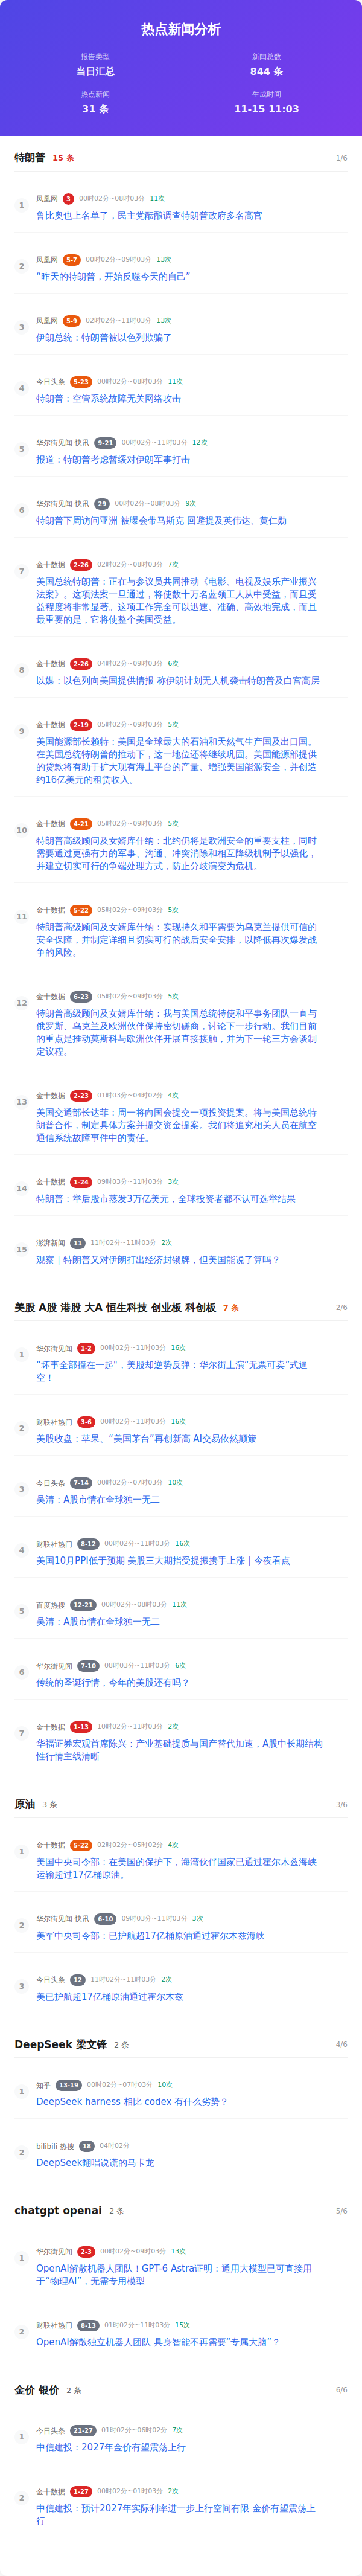 热点新闻分析
报告类型
新闻总数
当日汇总
844 条
热点新闻
生成时间
31 条
11-15 11:03
特朗普 15 条 1/6
1 凤凰网 3 00时02分~08时03分 11次
鲁比奥也上名单了，民主党酝酿调查特朗普政府多名高官
2 凤凰网 5-7 00时02分~09时03分 13次
“昨天的特朗普，开始反噬今天的自己”
3 凤凰网 5-9 02时02分~11时03分 13次
伊朗总统：特朗普被以色列欺骗了
4 今日头条 5-23 00时02分~08时03分 11次
特朗普：空管系统故障无关网络攻击
5 华尔街见闻-快讯 9-21 00时02分~11时03分 12次
报道：特朗普考虑暂缓对伊朗军事打击
6 华尔街见闻-快讯 29 00时02分~08时03分 9次
特朗普下周访问亚洲 被曝会带马斯克 回避提及英伟达、黄仁勋
7 金十数据 2-26 02时02分~08时03分 7次
美国总统特朗普：正在与参议员共同推动《电影、电视及娱乐产业振兴
法案》。这项法案一旦通过，将使数十万名蓝领工人从中受益，而且受
益程度将非常显著。这项工作完全可以迅速、准确、高效地完成，而且
最重要的是，它将使整个美国受益。
8 金十数据 2-26 04时02分~09时03分 6次
以媒：以色列向美国提供情报 称伊朗计划无人机袭击特朗普及白宫高层
9 金十数据 2-19 05时02分~09时03分 5次
美国能源部长赖特：美国是全球最大的石油和天然气生产国及出口国。
在美国总统特朗普的推动下，这一地位还将继续巩固。美国能源部提供
的贷款将有助于扩大现有海上平台的产量、增强美国能源安全，并创造
约16亿美元的租赁收入。
10 金十数据 4-21 05时02分~09时03分 5次
特朗普高级顾问及女婿库什纳：北约仍将是欧洲安全的重要支柱，同时
需要通过更强有力的军事、沟通、冲突消除和相互降级机制予以强化，
并建立切实可行的争端处理方式，防止分歧演变为危机。
11 金十数据 5-22 05时02分~09时03分 5次
特朗普高级顾问及女婿库什纳：实现持久和平需要为乌克兰提供可信的
安全保障，并制定详细且切实可行的战后安全安排，以降低再次爆发战
争的风险。
12 金十数据 6-23 05时02分~09时03分 5次
特朗普高级顾问及女婿库什纳：我与美国总统特使和平事务团队一直与
俄罗斯、乌克兰及欧洲伙伴保持密切磋商，讨论下一步行动。我们目前
的重点是推动莫斯科与欧洲伙伴开展直接接触，并为下一轮三方会谈制
定议程。
13 金十数据 2-23 01时03分~04时02分 4次
美国交通部长达菲：周一将向国会提交一项投资提案。将与美国总统特
朗普合作，制定具体方案并提交资金提案。我们将追究相关人员在航空
通信系统故障事件中的责任。
14 金十数据 1-24 09时03分~11时03分 3次
特朗普：举后股市蒸发3万亿美元，全球投资者都不认可选举结果
15 澎湃新闻 11 11时02分~11时03分 2次
观察｜特朗普又对伊朗打出经济封锁牌，但美国能说了算吗？
美股 A股 港股 大A 恒生科技 创业板 科创板 7 条 2/6
1 华尔街见闻 1-2 00时02分~11时03分 16次
“坏事全部撞在一起"，美股却逆势反弹：华尔街上演“无票可卖”式逼
空！
2 财联社热门 3-6 00时02分~11时03分 16次
美股收盘：苹果、“美国茅台”再创新高 AI交易依然颠簸
3 今日头条 7-14 00时02分~07时03分 10次
吴清：A股市情在全球独一无二
4 财联社热门 8-12 00时02分~11时03分 16次
美国10月PPI低于预期 美股三大期指受提振携手上涨 | 今夜看点
5 百度热搜 12-21 00时02分~08时03分 11次
吴清：A股市情在全球独一无二
6 华尔街见闻 7-10 08时03分~11时03分 6次
传统的圣诞行情，今年的美股还有吗？
7 金十数据 1-13 10时02分~11时03分 2次
华福证券宏观首席陈兴：产业基础提质与国产替代加速，A股中长期结构
性行情主线清晰
原油 3 条 3/6
1 金十数据 5-22 02时02分~05时02分 4次
美国中央司令部：在美国的保护下，海湾伙伴国家已通过霍尔木兹海峡
运输超过17亿桶原油。
2 华尔街见闻-快讯 6-10 09时03分~11时03分 3次
美军中央司令部：已护航超17亿桶原油通过霍尔木兹海峡
3 今日头条 12 11时02分~11时03分 2次
美已护航超17亿桶原油通过霍尔木兹
DeepSeek 梁文锋 2 条 4/6
1 知乎 13-19 00时02分~07时03分 10次
DeepSeek harness 相比 codex 有什么劣势？
2 bilibili 热搜 18 04时02分
DeepSeek翻唱说谎的马卡龙
chatgpt openai 2 条 5/6
1 华尔街见闻 2-3 00时02分~09时03分 13次
OpenAI解散机器人团队！GPT-6 Astra证明：通用大模型已可直接用
于“物理AI”，无需专用模型
2 财联社热门 8-13 01时02分~11时03分 15次
OpenAI解散独立机器人团队 具身智能不再需要“专属大脑”？
金价 银价 2 条 6/6
1 今日头条 21-27 01时02分~06时02分 7次
中信建投：2027年金价有望震荡上行
2 金十数据 1-27 00时02分~01时03分 2次
中信建投：预计2027年实际利率进一步上行空间有限 金价有望震荡上
行